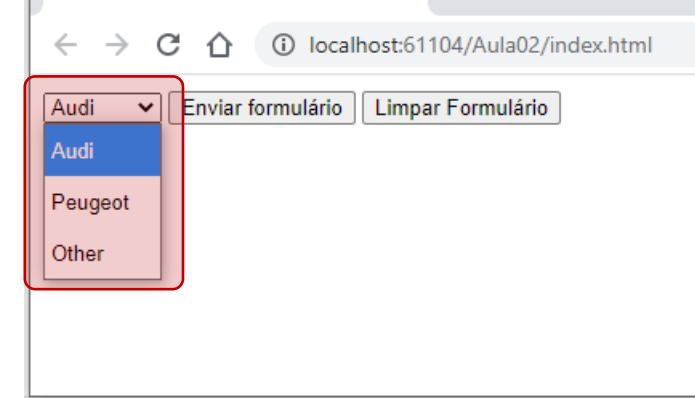 localhost:61104/Aula02/index.html
Audi Enviar formulário Limpar Formulário
Audi
Peugeot
Other